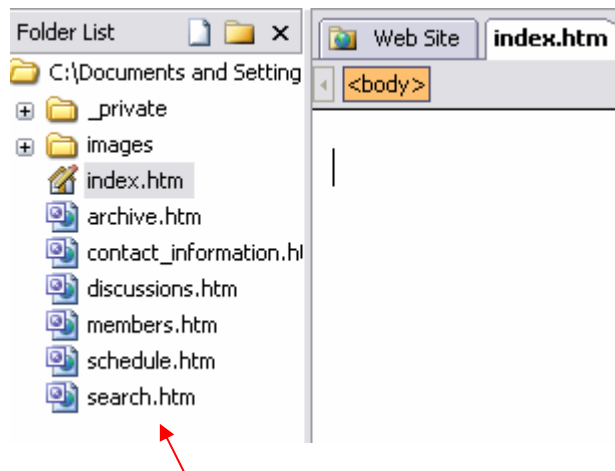 Folder List
C:\Documents and Setting
_private
images
index.htm
archive.htm
contact_information.h
discussions.htm
members.htm
schedule.htm
search.htm
Web Site
index.htm
<body>